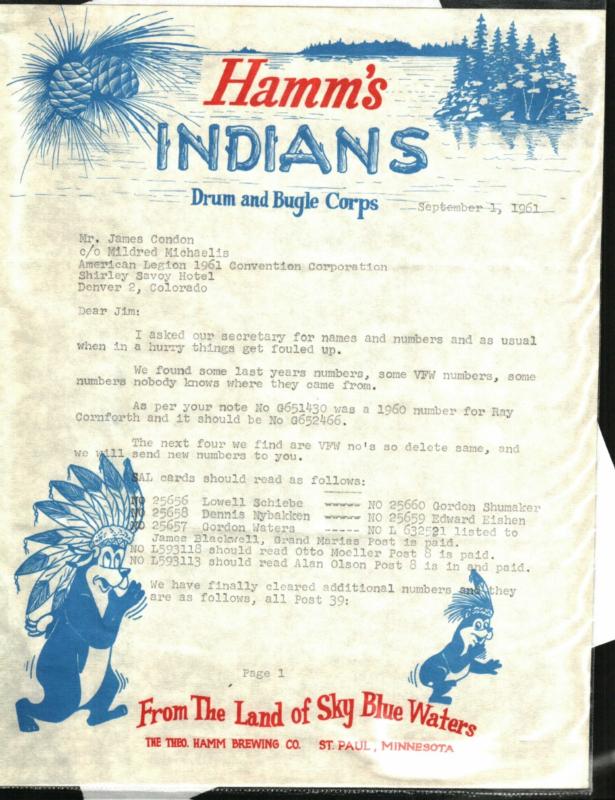 Hamm's
INDIANS
Drum and Bugle Corps
September 1, 1961
Mr. James Condon
c/o Mildred Michaelis
American Legion 1961 Convention Corporation
Shirley Savoy Hotel
Denver 2, Colorado
Dear Jim:
I asked our secretary for names and numbers and as usual
when in a hurry things get fouled up.
We found some last years numbers, some VFW numbers, some
numbers nobody knows where they came from.
As per your note No G651430 was a 1960 number for Ray
Cornforth and it should be No G652466.
The next four we find are VFW no's so delete same, and
we will send new numbers to you.
SAL cards should read as follows:
NO 25656 Lowell Schiebe ----- NO 25660 Gordon Shumaker
NO 25658 Dennis Nybakken ----- NO 25659 Edward Eishen
NO 25657 Gordon Waters ----- NO L 632521 listed to
James Blackwell, Grand Marias Post is paid.
NO L593118 should read Otto Moeller Post 8 is paid.
NO L593113 should read Alan Olson Post 8 is in and paid.
We have finally cleared additional numbers and they
are as follows, all Post 39:
Page 1
From The Land of Sky Blue Waters
THE THEO. HAMM BREWING CO. ST. PAUL, MINNESOTA